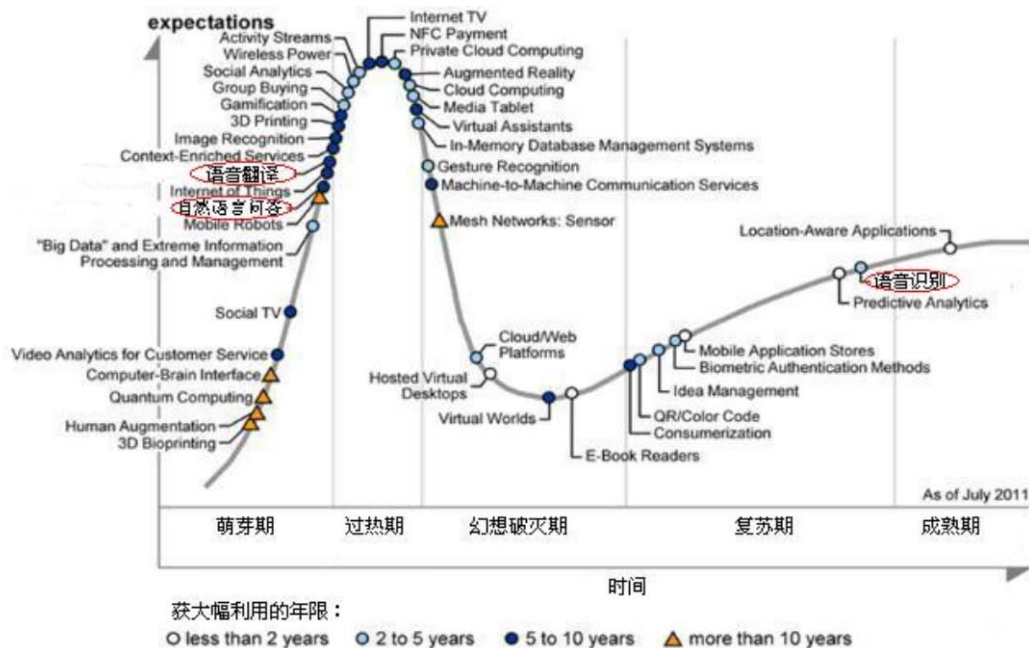 expectations
Internet TV
NFC Payment
Activity Streams
Private Cloud Computing
Wireless Power
Augmented Reality
Social Analytics
Cloud Computing
Group Buying
Media Tablet
Gamification
Virtual Assistants
3D Printing
In-Memory Database Management Systems
Image Recognition
Context-Enriched Services
Gesture Recognition
语音翻译
Machine-to-Machine Communication Services
Internet of Things
自然语言问答
Mobile Robots
Mesh Networks: Sensor
"Big Data" and Extreme Information
Processing and Management
Location-Aware Applications
语音识别
Predictive Analytics
Social TV
Video Analytics for Customer Service
Cloud/Web
Platforms
Mobile Application Stores
Computer-Brain Interface
Biometric Authentication Methods
Hosted Virtual
Desktops
Quantum Computing
Idea Management
Virtual Worlds
QR/Color Code
Human Augmentation
Consumerization
3D Bioprinting
E-Book Readers
As of July 2011
萌芽期
过热期
幻想破灭期
复苏期
成熟期
时间
获大幅利用的年限：
less than 2 years
2 to 5 years
5 to 10 years
more than 10 years